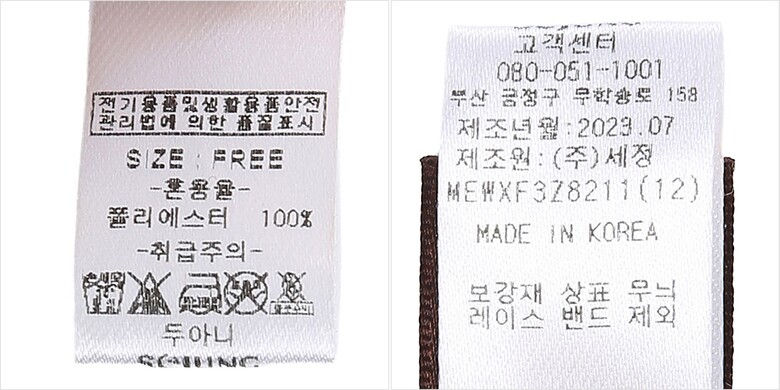 전기용품및생활용품안전
관리법에 의한 품질표시
SIZE : FREE
-혼용율-
폴리에스터 100%
-취급주의-
두아니
고객센터
080-051-1001
부산 금정구 무학송로 158
제조년월:2023.07
제조원:(주)세정
MEWXF3Z8211(12)
MADE IN KOREA
보강재 상표 무늬
레이스 밴드 제외